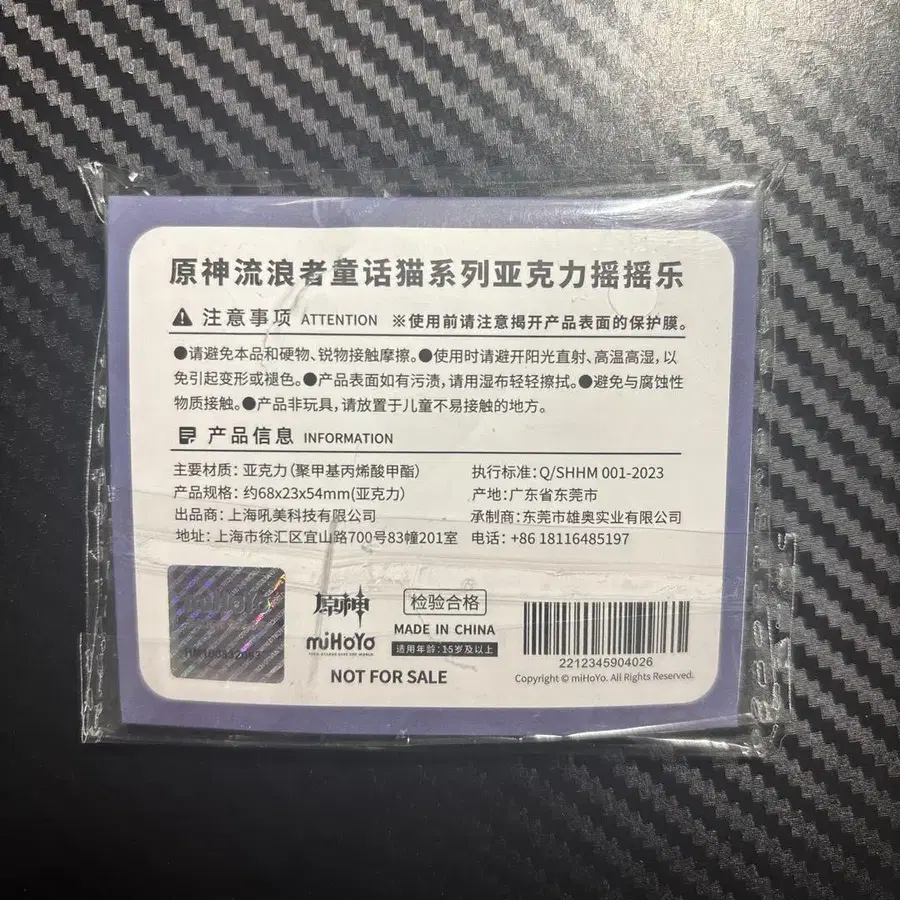 原神流浪者童话猫系列亚克力摇摇乐
注意事项 ATTENTION ※使用前请注意揭开产品表面的保护膜。
●请避免本品和硬物、锐物接触摩擦。●使用时请避开阳光直射、高温高湿，以
免引起变形或褪色。●产品表面如有污渍，请用湿布轻轻擦拭。●避免与腐蚀性
物质接触。●产品非玩具，请放置于儿童不易接触的地方。
产品信息 INFORMATION
主要材质：亚克力（聚甲基丙烯酸甲酯）
产品规格：约68x23x54mm(亚克力）
出品商：上海吼美科技有限公司
地址：上海市徐汇区宜山路700号83幢201室
执行标准：Q/SHHM 001-2023
产地：广东省东莞市
承制商：东莞市雄奥实业有限公司
电话：+86 18116485197
miHoYo
原神
miHoYo
检验合格
MADE IN CHINA
适用年龄：15岁及以上
NOT FOR SALE
2212345904026
Copyright © miHoYo. All Rights Reserved.